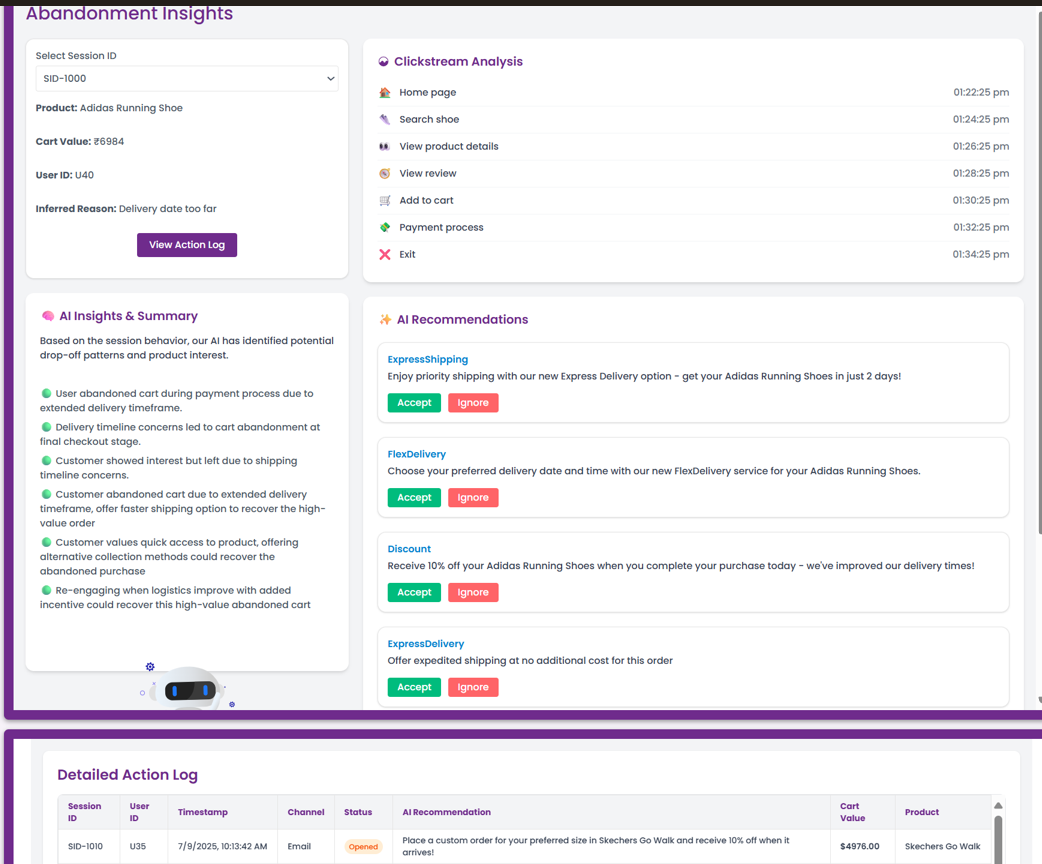 Abandonment Insights
Select Session ID
SID-1000
Product: Adidas Running Shoe
Cart Value: ₹6984
User ID: U40
Inferred Reason: Delivery date too far
View Action Log
Clickstream Analysis
Home page 01:22:25 pm
Search shoe 01:24:25 pm
View product details 01:26:25 pm
View review 01:28:25 pm
Add to cart 01:30:25 pm
Payment process 01:32:25 pm
Exit 01:34:25 pm
AI Insights & Summary
Based on the session behavior, our AI has identified potential
drop-off patterns and product interest.
User abandoned cart during payment process due to
extended delivery timeframe.
Delivery timeline concerns led to cart abandonment at
final checkout stage.
Customer showed interest but left due to shipping
timeline concerns.
Customer abandoned cart due to extended delivery
timeframe, offer faster shipping option to recover the high-
value order
Customer values quick access to product, offering
alternative collection methods could recover the
abandoned purchase
Re-engaging when logistics improve with added
incentive could recover this high-value abandoned cart
AI Recommendations
ExpressShipping
Enjoy priority shipping with our new Express Delivery option - get your Adidas Running Shoes in just 2 days!
Accept Ignore
FlexDelivery
Choose your preferred delivery date and time with our new FlexDelivery service for your Adidas Running Shoes.
Accept Ignore
Discount
Receive 10% off your Adidas Running Shoes when you complete your purchase today - we've improved our delivery times!
Accept Ignore
ExpressDelivery
Offer expedited shipping at no additional cost for this order
Accept Ignore
Detailed Action Log
Session ID User ID Timestamp Channel Status AI Recommendation Cart Value Product
SID-1010 U35 7/9/2025, 10:13:42 AM Email Opened Place a custom order for your preferred size in Skechers Go Walk and receive 10% off when it arrives! $4976.00 Skechers Go Walk